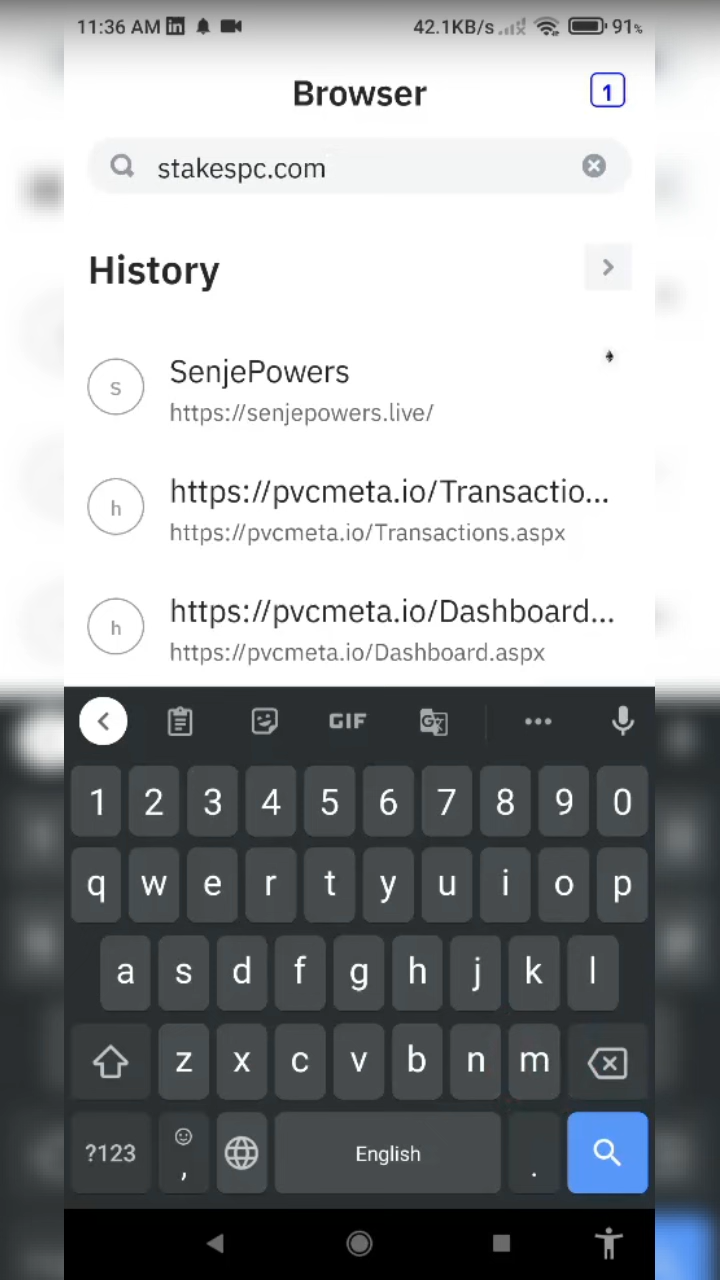 11:36 AM in 42.1KB/s 91%
Browser 1
stakespc.com
History
s SenjePowers
https://senjepowers.live/
h https://pvcmeta.io/Transactio...
https://pvcmeta.io/Transactions.aspx
h https://pvcmeta.io/Dashboard...
https://pvcmeta.io/Dashboard.aspx
GIF G
1 2 3 4 5 6 7 8 9 0
q w e r t y u i o p
a s d f g h j k l
z x c v b n m
?123 , English .